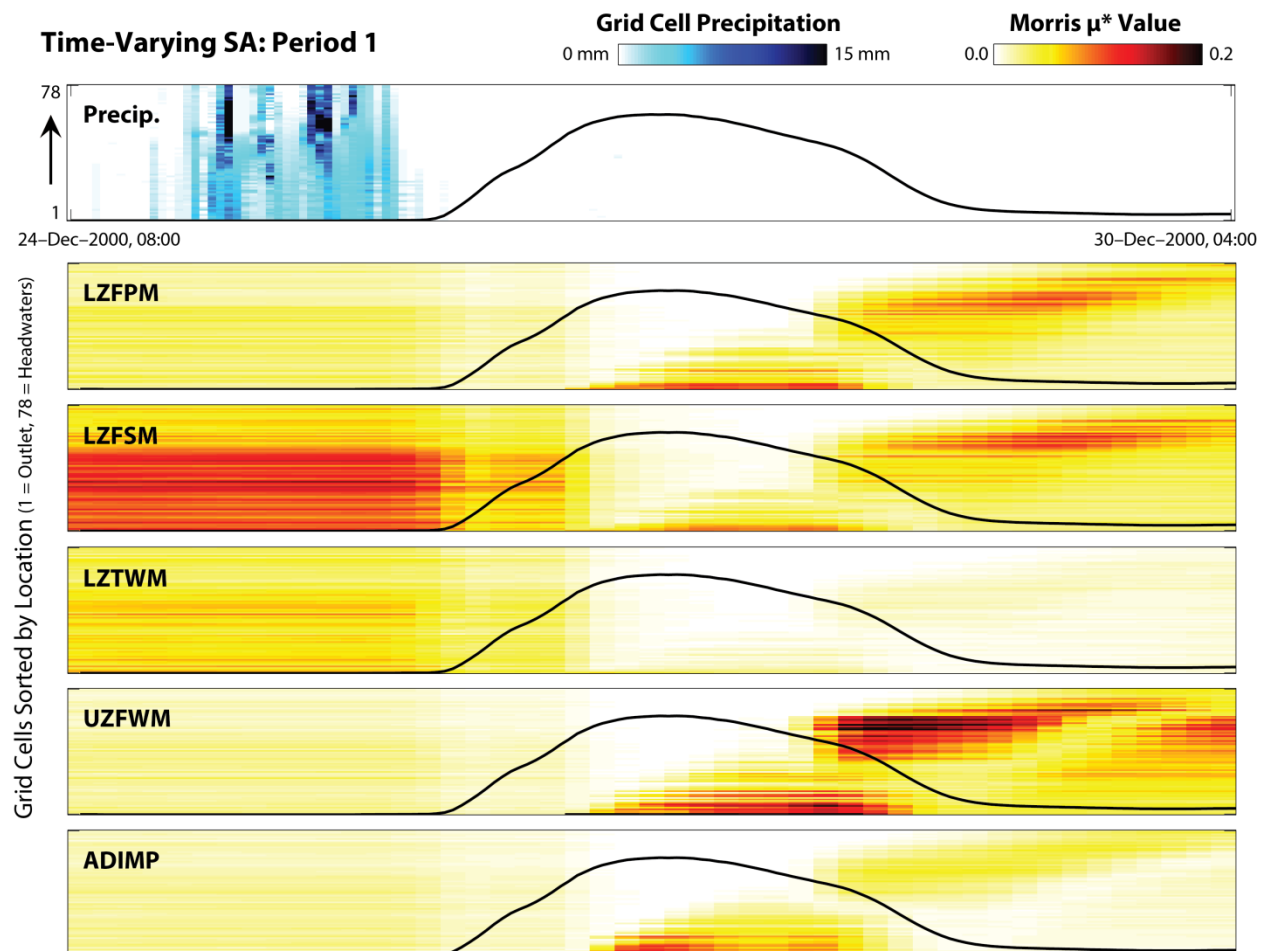 Time-Varying SA: Period 1
Grid Cell Precipitation
0 mm
15 mm
Morris μ* Value
0.0
0.2
78
1
Precip.
24–Dec–2000, 08:00
30–Dec–2000, 04:00
Grid Cells Sorted by Location (1 = Outlet, 78 = Headwaters)
LZFPM
LZFSM
LZTWM
UZFWM
ADIMP